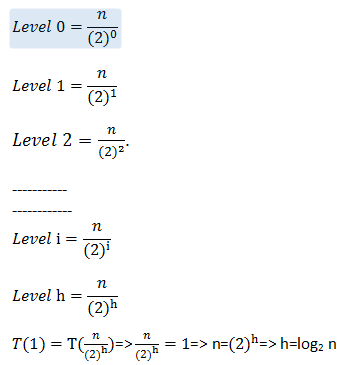 Level 0 = n/(2)⁰
Level 1 = n/(2)¹
Level 2 = n/(2)².
-----------
------------
Level i = n/(2)ⁱ
Level h = n/(2)ʰ
T(1) = T(n/(2)ʰ)=>n/(2)ʰ = 1=> n=(2)ʰ=> h=log₂ n